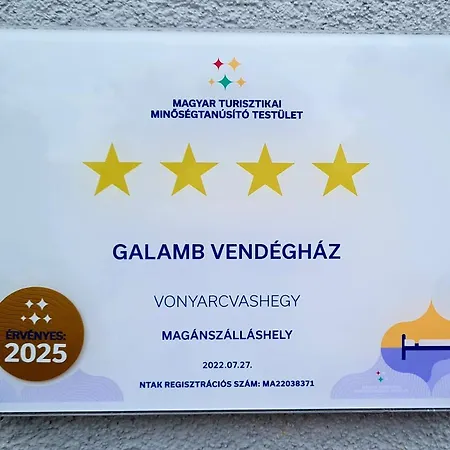 MAGYAR TURISZTIKAI
MINŐSÉGTANÚSÍTÓ TESTÜLET
GALAMB VENDÉGHÁZ
VONYARCVASHEGY
MAGÁNSZÁLLÁSHELY
2022.07.27.
NTAK REGISZTRÁCIÓS SZÁM: MA22038371
ÉRVÉNYES:
2025